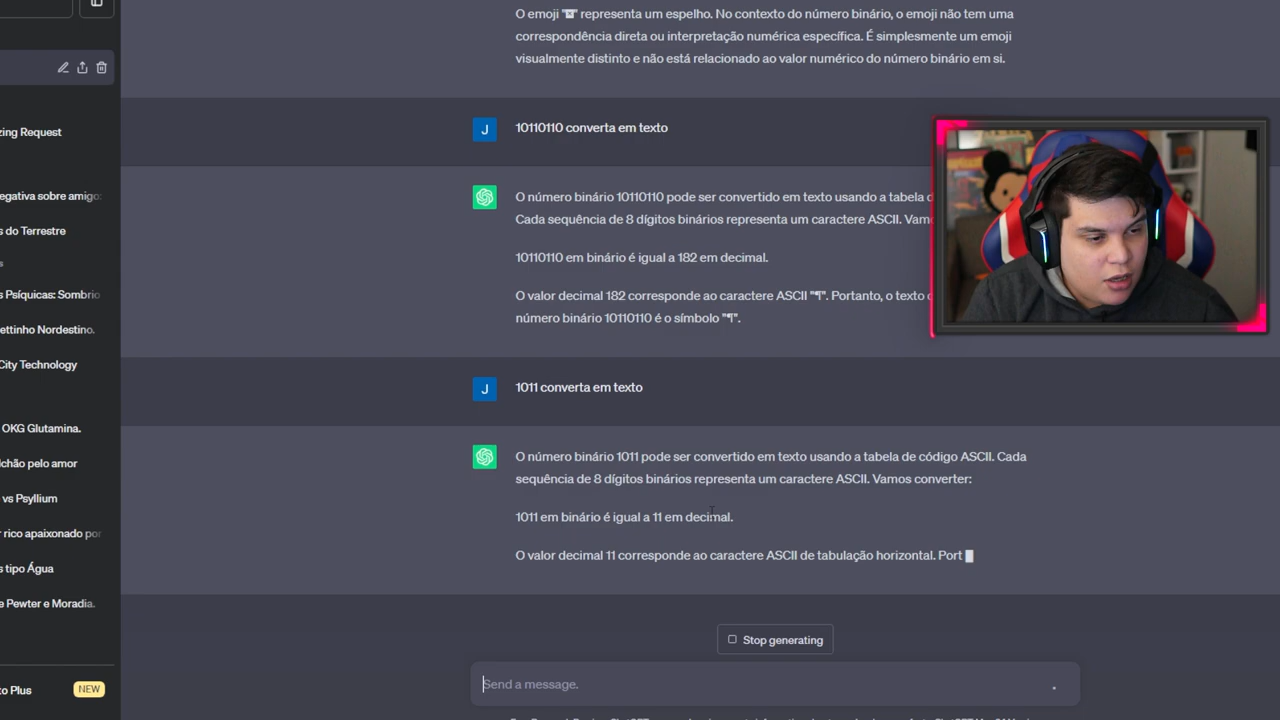 O emoji " " representa um espelho. No contexto do número binário, o emoji não tem uma
correspondência direta ou interpretação numérica específica. É simplesmente um emoji
visualmente distinto e não está relacionado ao valor numérico do número binário em si.
zing Request
J
10110110 converta em texto
egativa sobre amigo:
O número binário 10110110 pode ser convertido em texto usando a tabela d
Cada sequência de 8 dígitos binários representa um caractere ASCII. Vamo
s do Terrestre
s
10110110 em binário é igual a 182 em decimal.
s Psíquicas: Sombrio
O valor decimal 182 corresponde ao caractere ASCII "¶". Portanto, o texto c
número binário 10110110 é o símbolo "¶".
ettinho Nordestino.
City Technology
J
1011 converta em texto
OKG Glutamina.
lchão pelo amor
O número binário 1011 pode ser convertido em texto usando a tabela de código ASCII. Cada
sequência de 8 dígitos binários representa um caractere ASCII. Vamos converter:
vs Psyllium
1011 em binário é igual a 11 em decimal.
r rico apaixonado por
O valor decimal 11 corresponde ao caractere ASCII de tabulação horizontal. Port
s tipo Água
e Pewter e Moradia.
Stop generating
Send a message.
to Plus
NEW